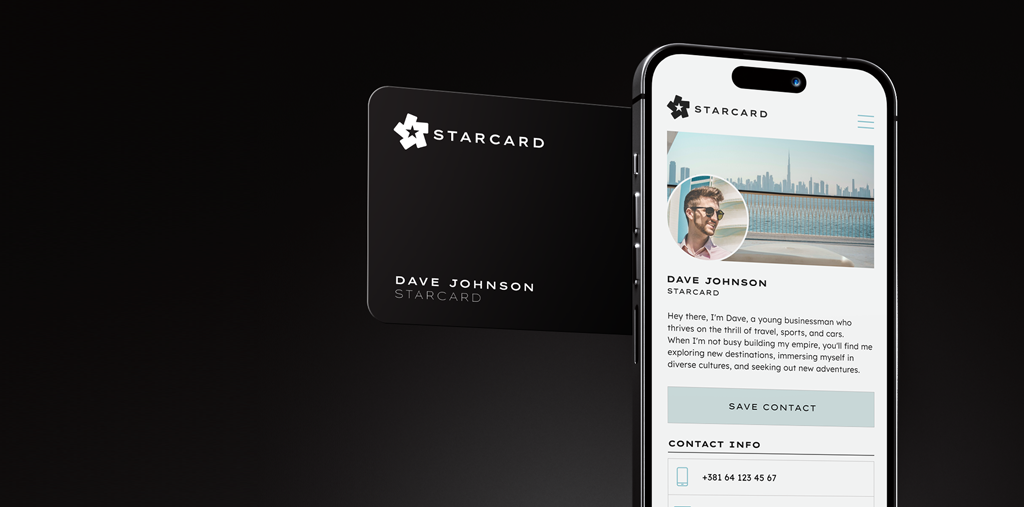 STARCARD
DAVE JOHNSON
STARCARD
STARCARD
DAVE JOHNSON
STARCARD
Hey there, I'm Dave, a young businessman who
thrives on the thrill of travel, sports, and cars.
When I'm not busy building my empire, you'll find me
exploring new destinations, immersing myself in
diverse cultures, and seeking out new adventures.
SAVE CONTACT
CONTACT INFO
+381 64 123 45 67